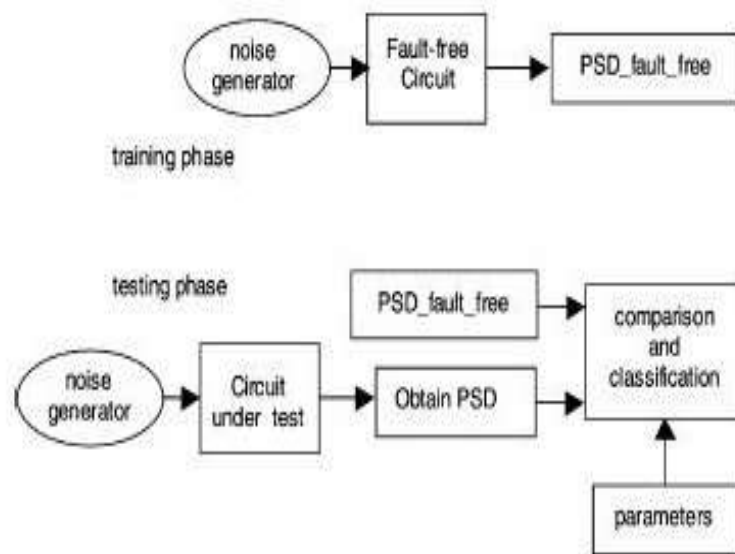 noise
generator
Fault-free
Circuit
PSD_fault_free
training phase
testing phase
PSD_fault_free
comparison
and
classification
noise
generator
Circuit
under test
Obtain PSD
parameters